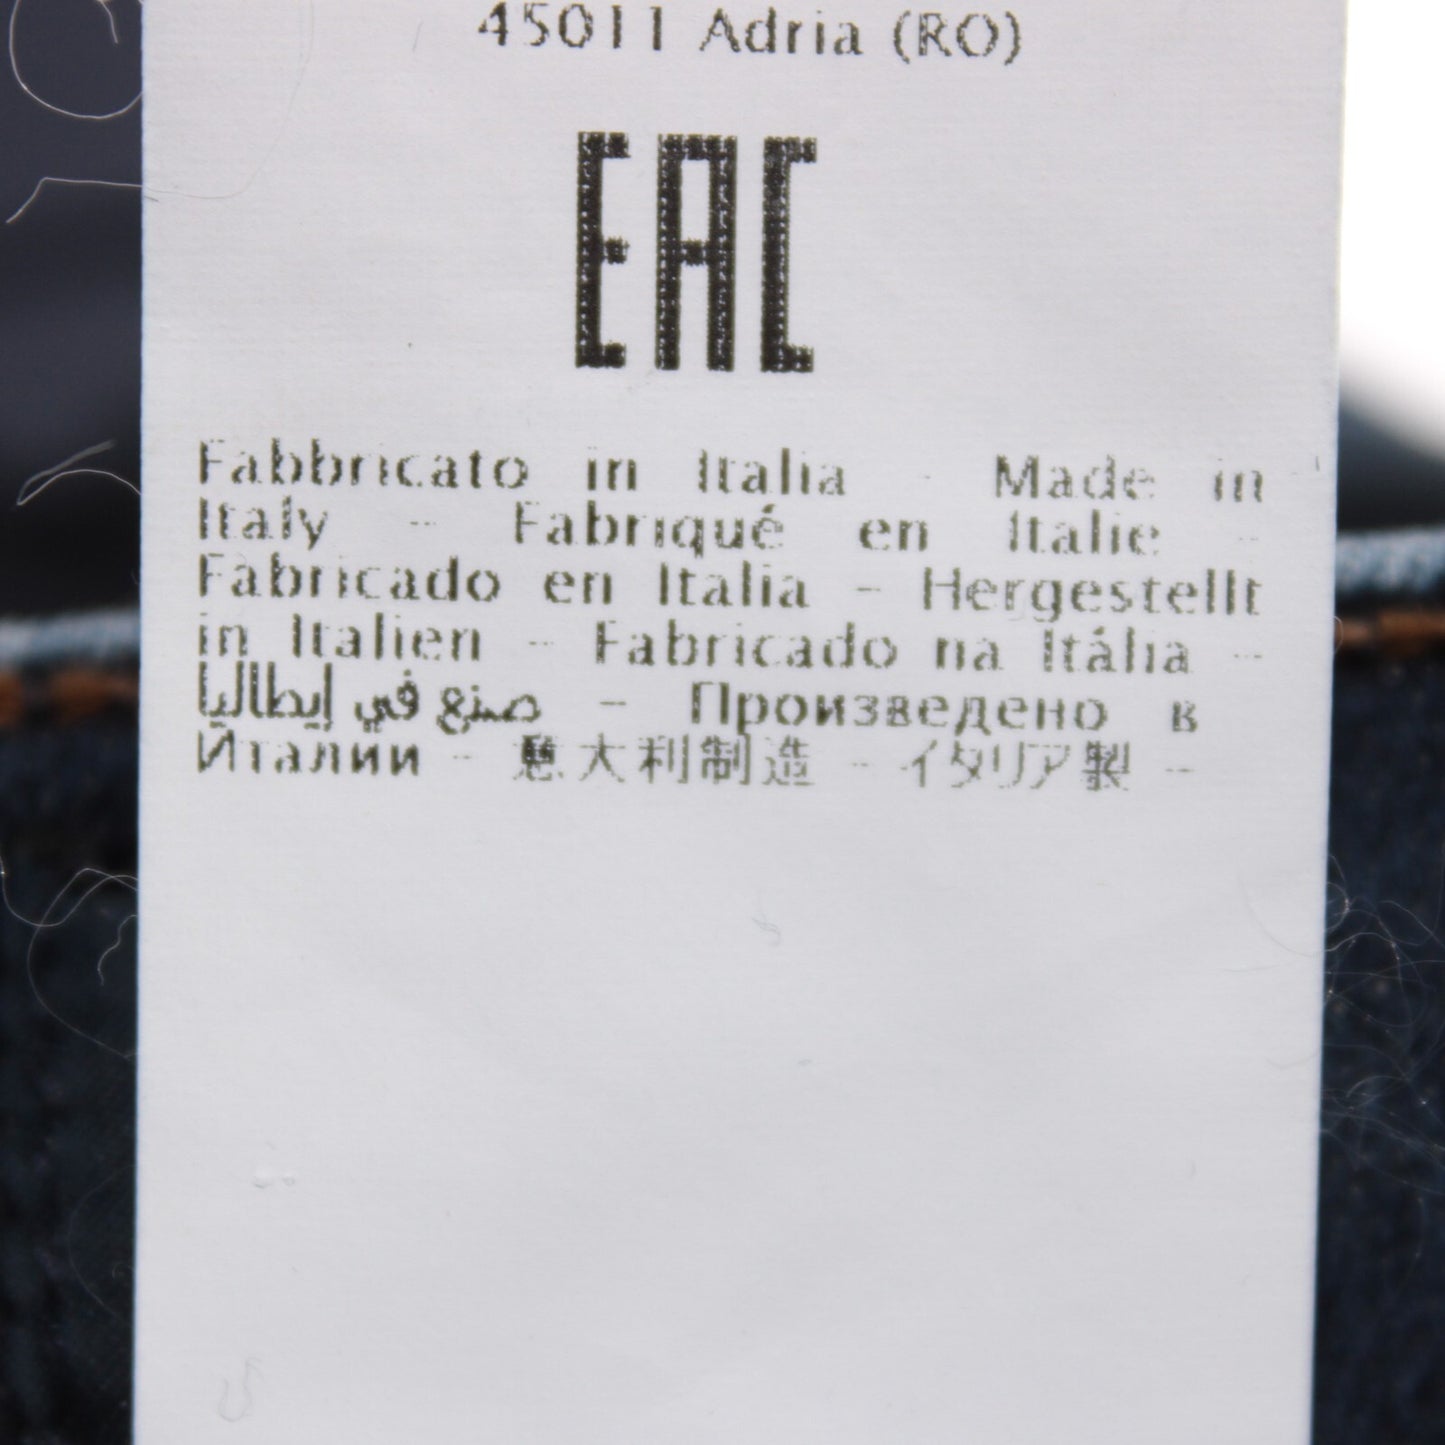 45011 Adria (RO)
EAC
Fabbricato in Italia - Made in
Italy - Fabriqué en Italie -
Fabricado en Italia - Hergestellt
in Italien - Fabricado na Itália -
صنع في إيطاليا - Произведено в
Италии - 意大利制造 - イタリア製 -